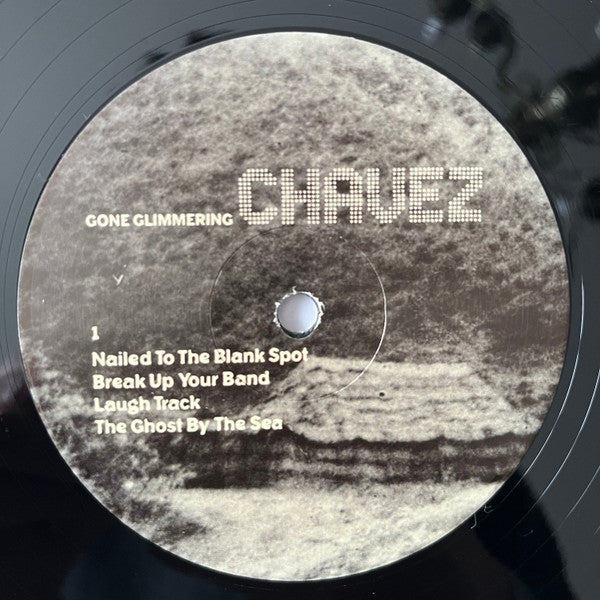 GONE GLIMMERING CHAVEZ
1
Nailed To The Blank Spot
Break Up Your Band
Laugh Track
The Ghost By The Sea